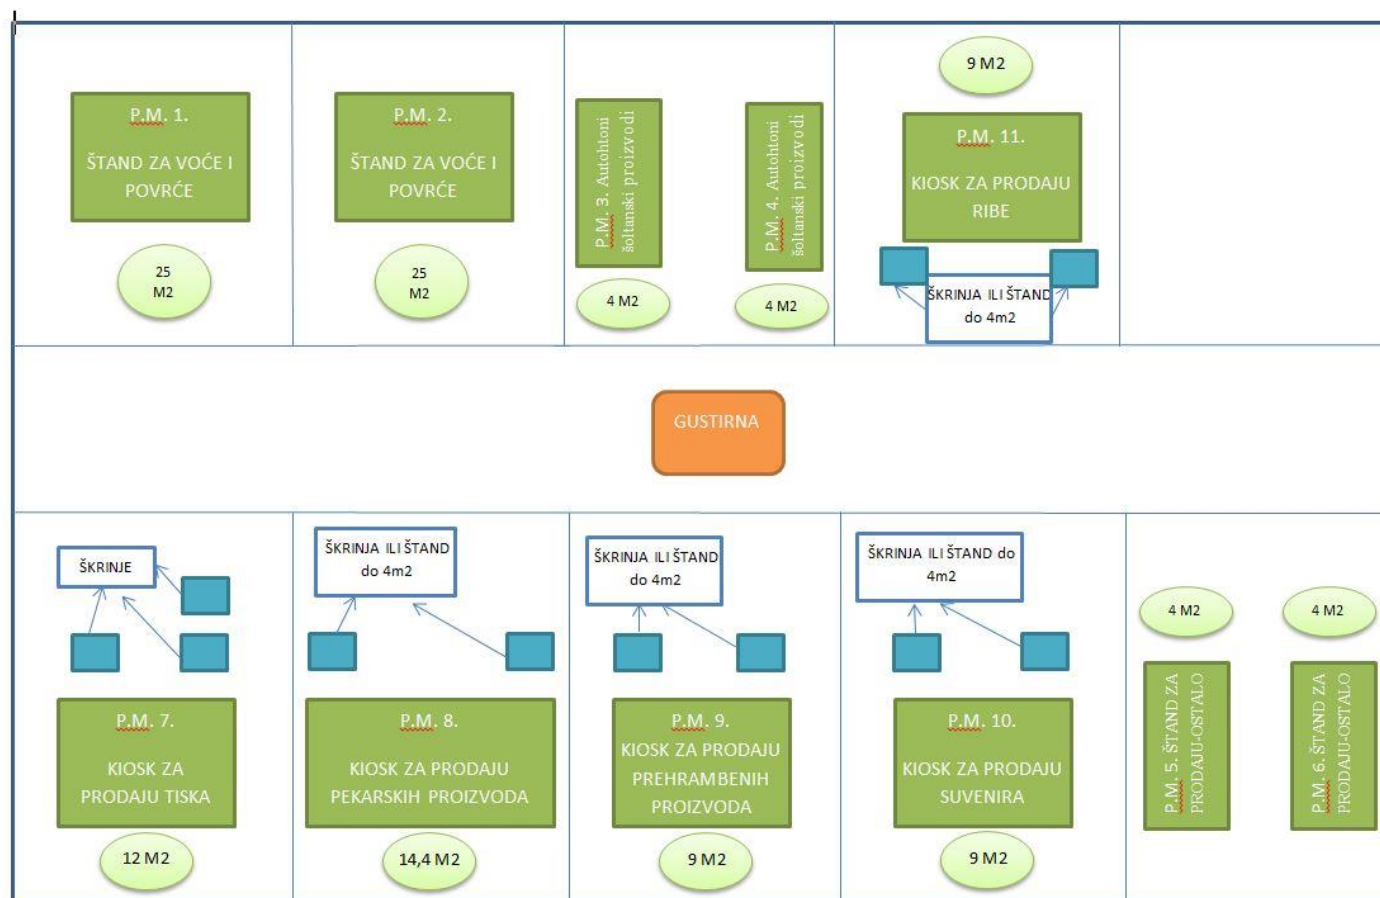 P.M. 1.
ŠTAND ZA VOĆE I
POVRĆE
25
M2
P.M. 2.
ŠTAND ZA VOĆE I
POVRĆE
25
M2
P.M. 3. Autohtoni
šoltanski proizvodi
4 M2
P.M. 4. Autohtoni
šoltanski proizvodi
4 M2
9 M2
P.M. 11.
KIOSK ZA PRODAJU
RIBE
ŠKRINJA ILI ŠTAND
do 4m2
GUSTIRNA
ŠKRINJE
P.M. 7.
KIOSK ZA
PRODAJU TISKA
12 M2
ŠKRINJA ILI ŠTAND
do 4m2
P.M. 8.
KIOSK ZA PRODAJU
PEKARSKIH PROIZVODA
14,4 M2
ŠKRINJA ILI ŠTAND
do 4m2
P.M. 9.
KIOSK ZA PRODAJU
PREHRAMBENIH
PROIZVODA
9 M2
ŠKRINJA ILI ŠTAND do
4m2
P.M. 10.
KIOSK ZA PRODAJU
SUVENIRA
9 M2
4 M2
P.M. 5. ŠTAND ZA
PRODAJU-OSTALO
4 M2
P.M. 6. ŠTAND ZA
PRODAJU-OSTALO